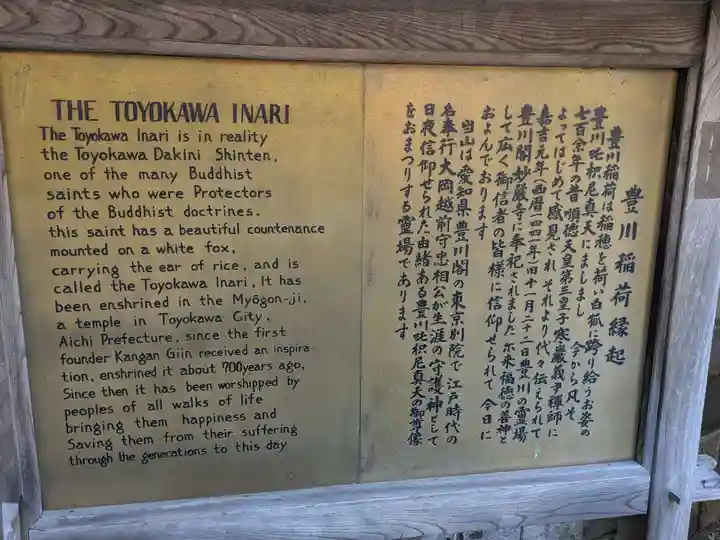 THE TOYOKAWA INARI
The Toyokawa Inari is in reality
the Toyokawa Dakini Shinten,
one of the many Buddhist
saints who were Protectors
of the Buddhist doctrines.
this saint has a beautiful countenance
mounted on a white fox,
carrying the ear of rice, and is
called the Toyokawa Inari, It has
been enshrined in the Myōgon-ji,
a temple in Toyokawa City,
Aichi Prefecture, since the first
founder Kangan Giin received an inspira-
tion, enshrined it about 700years ago,
Since then it has been worshipped by
peoples of all walks of life
bringing them happiness and
Saving them from their suffering
through the generations to this day
豊川稲荷縁起
豊川稲荷は稲穂を荷い白狐に跨り給うお姿の
豊川吒枳尼真天にましまし 今から凡そ
七百余年の昔 順徳天皇第三皇子 寒巌義尹禅師に
よってはじめて感見され それより代々伝えられて
嘉吉元年(西暦一四四一年)旧十一月二十二日豊川の霊場
豊川閣妙厳寺に奉祀されました 尓来福徳の善神と
して広く御信者の皆様に信仰せられて 今日に
およんでおります
当山は愛知県豊川閣の東京別院で 江戸時代の
名奉行大岡越前守忠相公が生涯の守護神として
日夜信仰せられた由緒ある豊川吒枳尼真天の御尊像
をおまつりする霊場であります